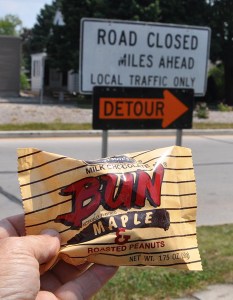 ROAD CLOSED
MILES AHEAD
LOCAL TRAFFIC ONLY
DETOUR
MILK CHOCOLATE
BUN
MAPLE
&
ROASTED PEANUTS
NET WT. 1.75 OZ